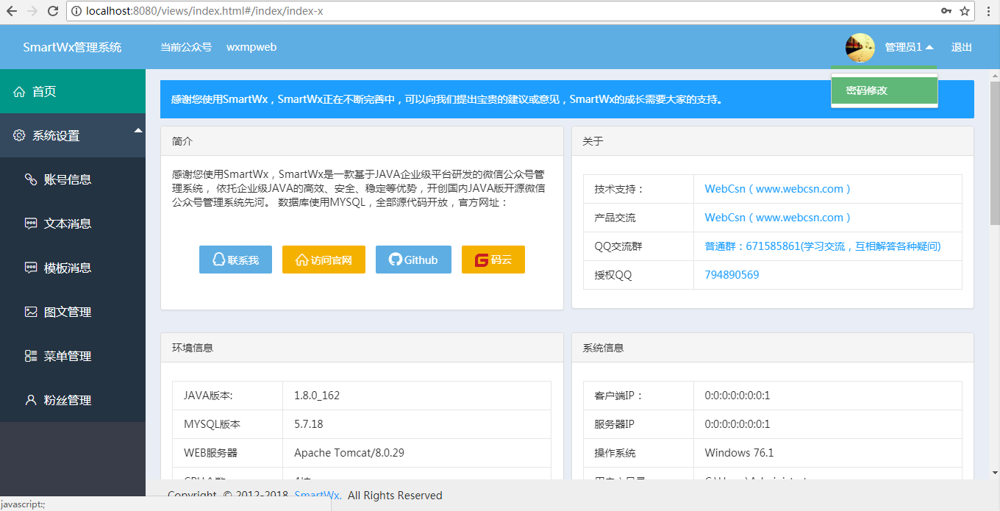 localhost:8080/views/index.html#/index/index-x
SmartWx管理系统 当前公众号 wxmpweb 管理员1 退出
密码修改
首页
系统设置
账号信息
文本消息
模板消息
图文管理
菜单管理
粉丝管理
感谢您使用SmartWx，SmartWx正在不断完善中，可以向我们提出宝贵的建议或意见，SmartWx的成长需要大家的支持。
简介
感谢您使用SmartWx，SmartWx是一款基于JAVA企业级平台研发的微信公众号管
理系统， 依托企业级JAVA的高效、安全、稳定等优势，开创国内JAVA版开源微信
公众号管理系统先河。 数据库使用MYSQL，全部源代码开放，官方网址：
联系我 访问官网 Github 码云
关于
技术支持： WebCsn（www.webcsn.com）
产品交流 WebCsn（www.webcsn.com）
QQ交流群 普通群：671585861(学习交流，互相解答各种疑问)
授权QQ 794890569
环境信息
JAVA版本: 1.8.0_162
MYSQL版本 5.7.18
WEB服务器 Apache Tomcat/8.0.29
系统信息
客户端IP： 0:0:0:0:0:0:0:1
服务器IP 0:0:0:0:0:0:0:1
操作系统 Windows 76.1
Copyright © 2012-2018 SmartWx. All Rights Reserved
javascript:;